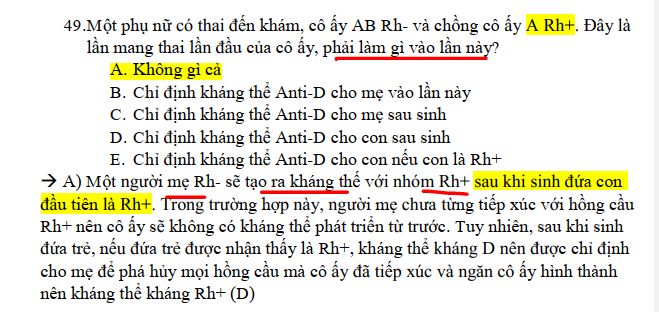 49.Một phụ nữ có thai đến khám, cô ấy AB Rh- và chồng cô ấy A Rh+. Đây là
lần mang thai lần đầu của cô ấy, phải làm gì vào lần này?
A. Không gì cả
B. Chỉ định kháng thể Anti-D cho mẹ vào lần này
C. Chỉ định kháng thể Anti-D cho mẹ sau sinh
D. Chỉ định kháng thể Anti-D cho con sau sinh
E. Chỉ định kháng thể Anti-D cho con nếu con là Rh+
→ A) Một người mẹ Rh- sẽ tạo ra kháng thể với nhóm Rh+ sau khi sinh đứa con
đầu tiên là Rh+. Trong trường hợp này, người mẹ chưa từng tiếp xúc với hồng cầu
Rh+ nên cô ấy sẽ không có kháng thể phát triển từ trước. Tuy nhiên, sau khi sinh
đứa trẻ, nếu đứa trẻ được nhận thấy là Rh+, kháng thể kháng D nên được chỉ định
cho mẹ để phá hủy mọi hồng cầu mà cô ấy đã tiếp xúc và ngăn cô ấy hình thành
nên kháng thể kháng Rh+ (D)